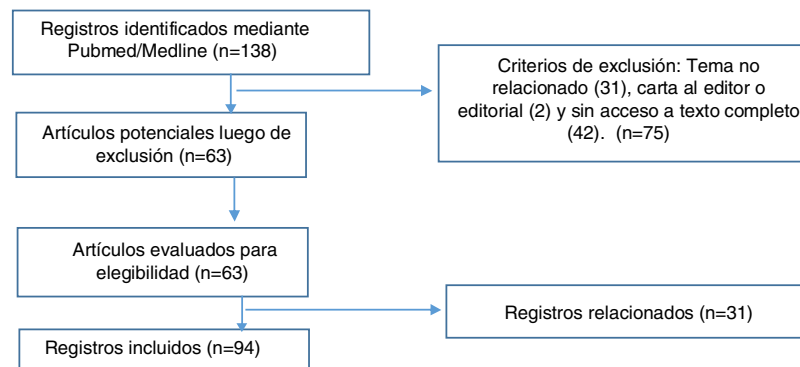 Registros identificados mediante
Pubmed/Medline (n=138)
Criterios de exclusión: Tema no
relacionado (31), carta al editor o
editorial (2) y sin acceso a texto completo
(42). (n=75)
Artículos potenciales luego de
exclusión (n=63)
Artículos evaluados para
elegibilidad (n=63)
Registros relacionados (n=31)
Registros incluidos (n=94)